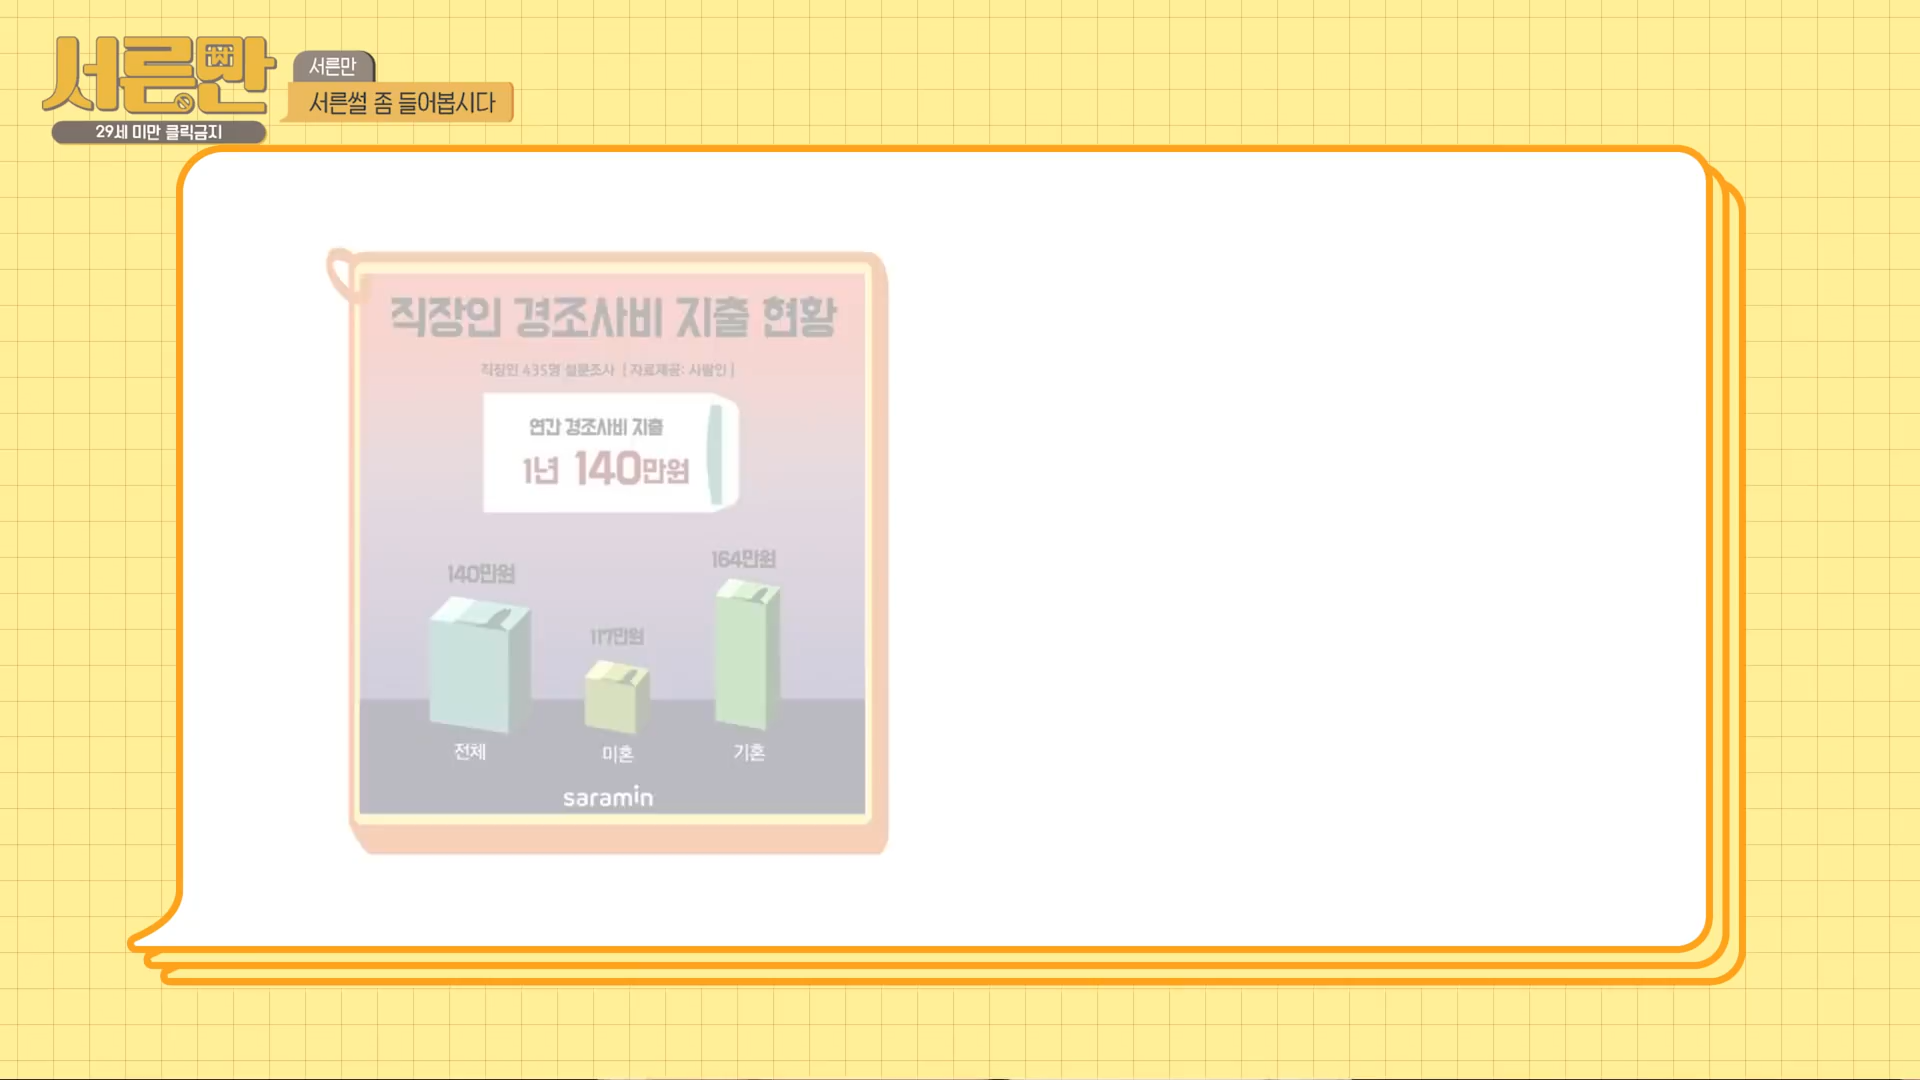 서른만
29세 미만 클릭금지
서른만
서른썰 좀 들어봅시다
직장인 경조사비 지출 현황
직장인 435명 설문조사 [ 자료제공: 사람인 ]
연간 경조사비 지출
1년 140만원
140만원
117만원
164만원
전체
미혼
기혼
saramin